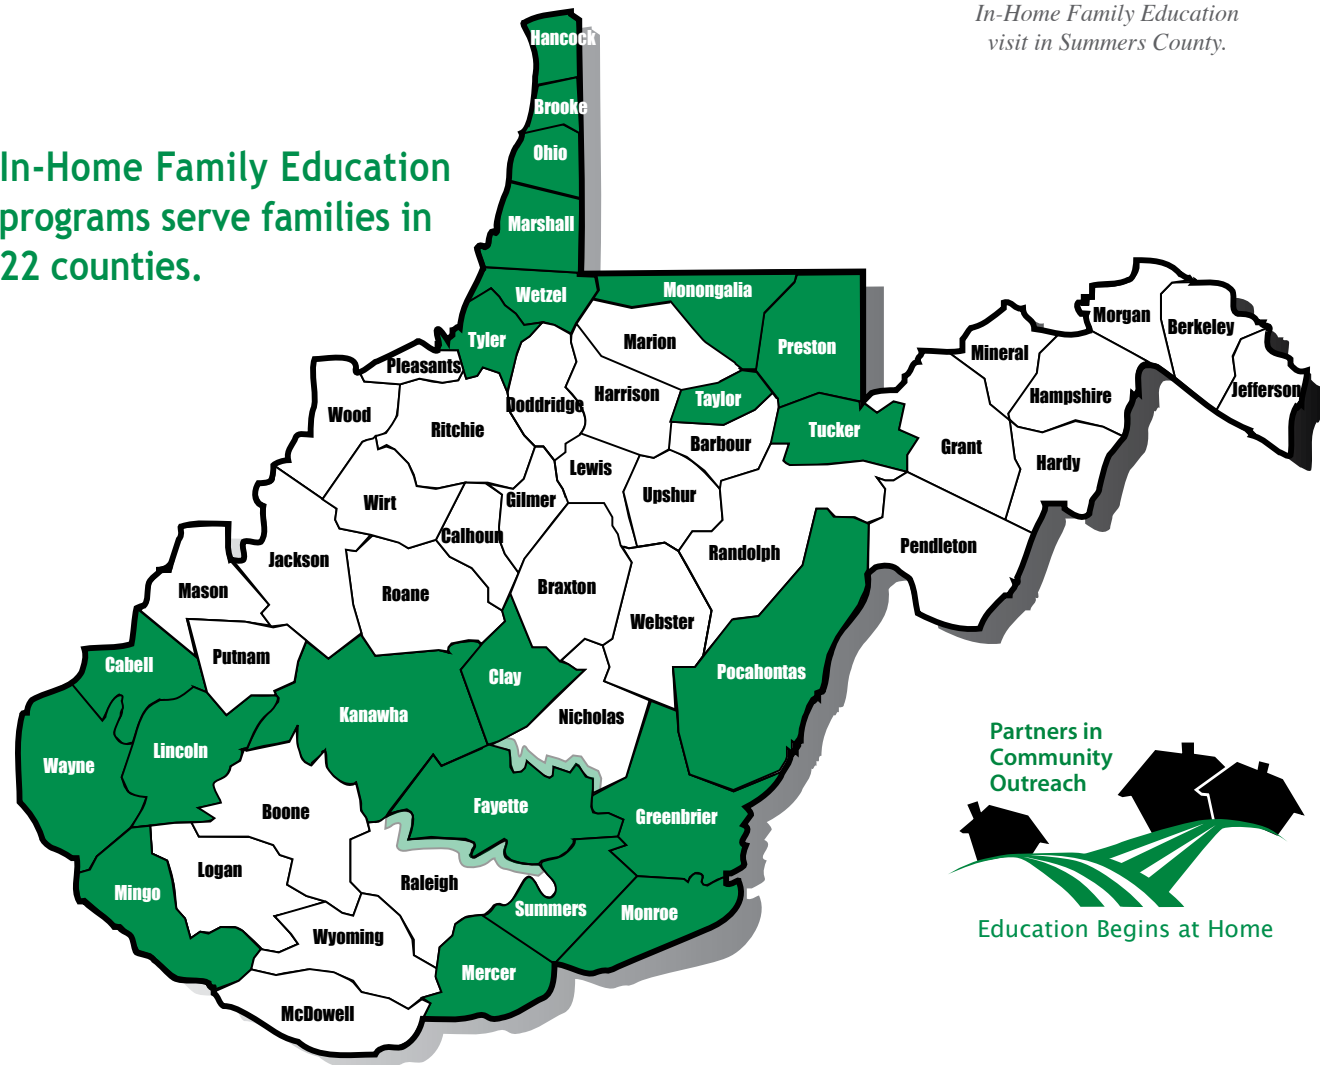 In-Home Family Education
visit in Summers County.
In-Home Family Education
programs serve families in
22 counties.
Hancock
Brooke
Ohio
Marshall
Wetzel
Monongalia
Tyler
Marion
Preston
Pleasants
Morgan
Berkeley
Mineral
Jefferson
Hampshire
Wood
Ritchie
Doddridge
Harrison
Taylor
Tucker
Barbour
Grant
Hardy
Wirt
Gilmer
Lewis
Upshur
Calhoun
Jackson
Randolph
Pendleton
Mason
Roane
Braxton
Webster
Cabell
Putnam
Clay
Pocahontas
Kanawha
Nicholas
Wayne
Lincoln
Boone
Fayette
Greenbrier
Logan
Mingo
Raleigh
Summers
Monroe
Wyoming
Mercer
McDowell
Partners in
Community
Outreach
Education Begins at Home